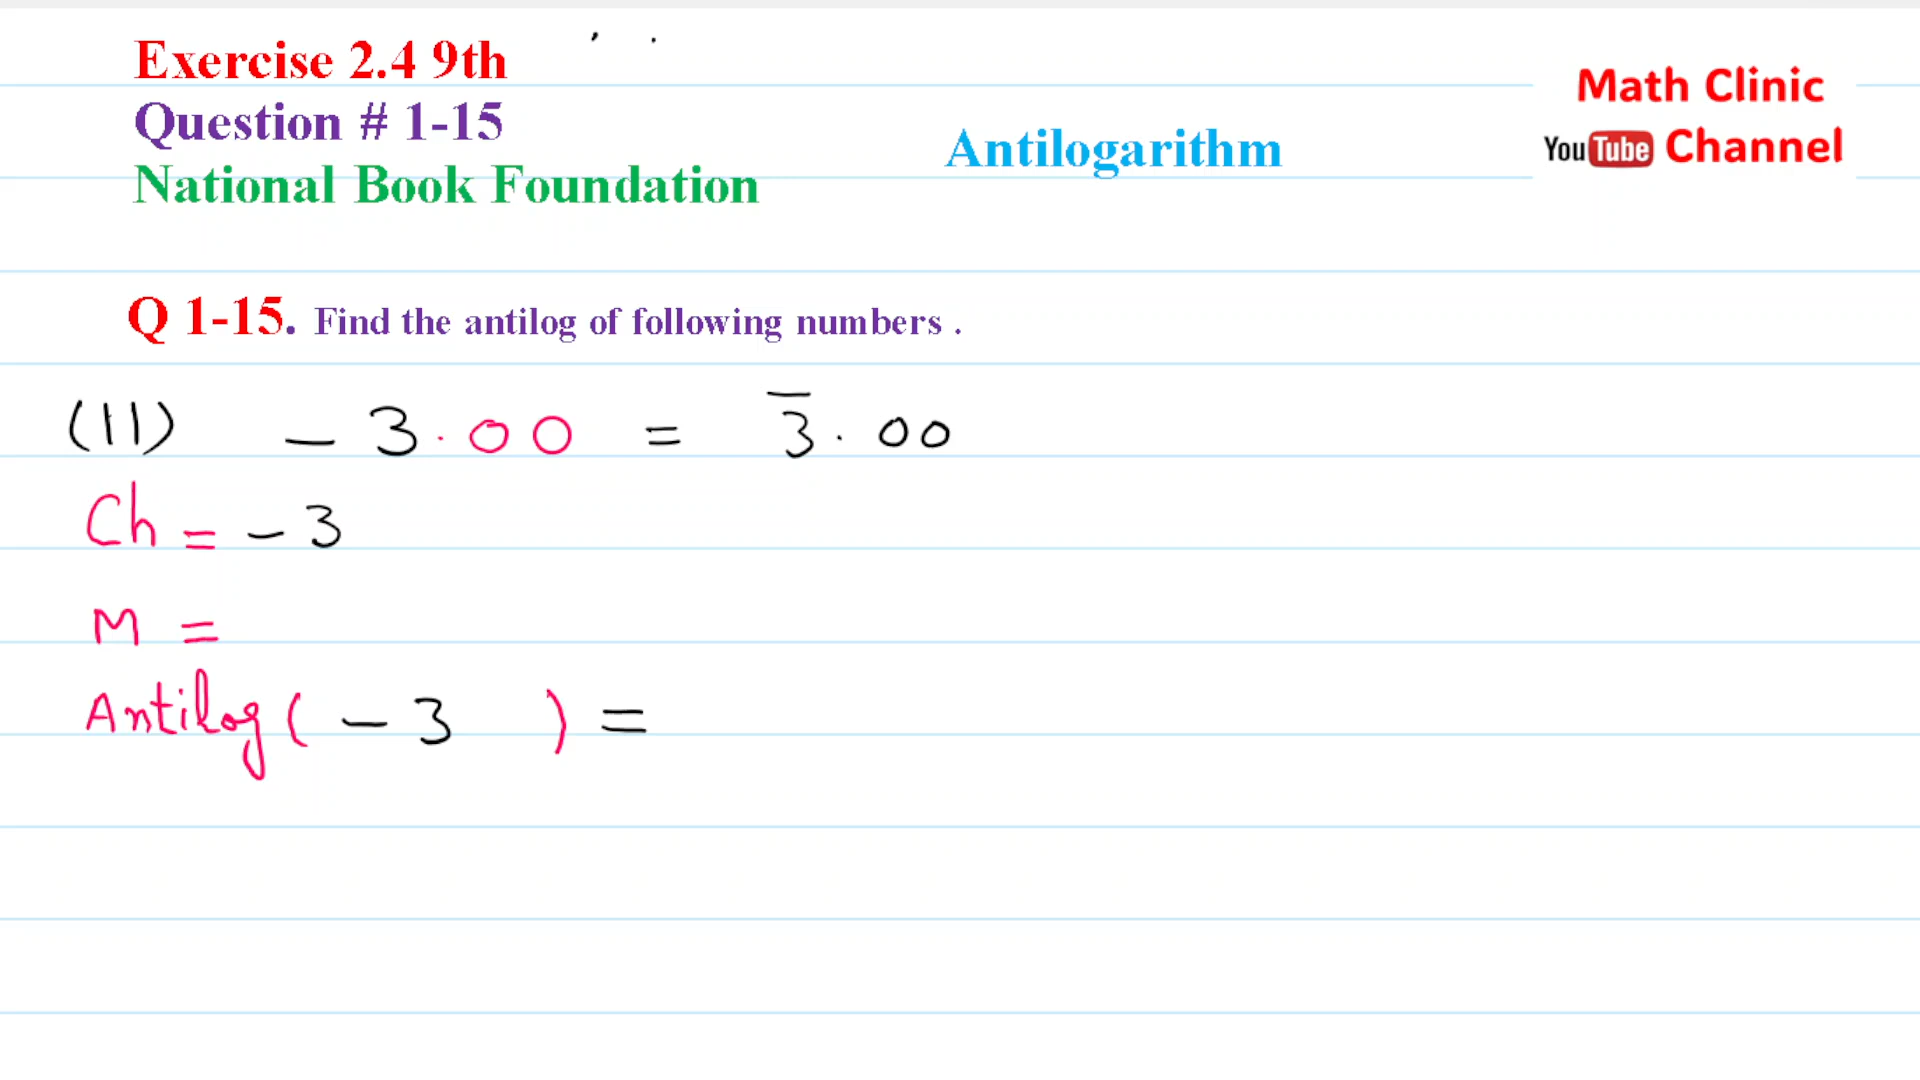 Exercise 2.4 9th
Question # 1-15
National Book Foundation
Antilogarithm
Math Clinic
YouTube Channel
Q 1-15. Find the antilog of following numbers .
(11) - 3.00 = 3̅.00
Ch = - 3
M =
Antilog( - 3 ) =